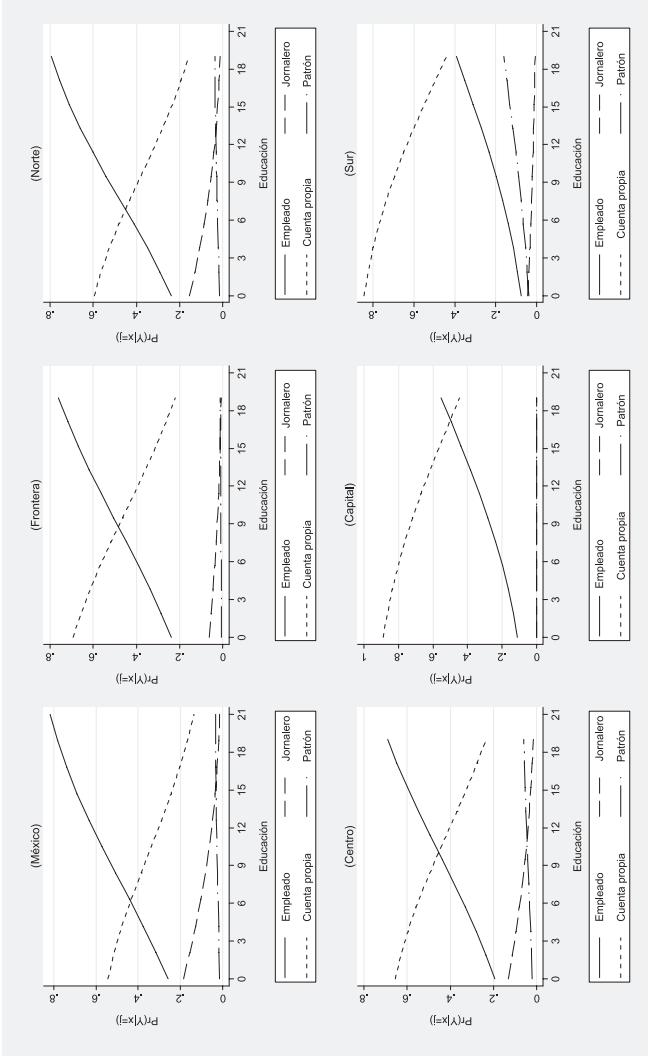 (México)
Pr(Y|x=j)
.8
.6
.4
.2
0
0 3 6 9 12 15 18 21
Educación
Empleado Jornalero
Cuenta propia Patrón
(Frontera)
Pr(Y|x=j)
.8
.6
.4
.2
0
0 3 6 9 12 15 18 21
Educación
Empleado Jornalero
Cuenta propia Patrón
(Norte)
Pr(Y|x=j)
.8
.6
.4
.2
0
0 3 6 9 12 15 18 21
Educación
Empleado Jornalero
Cuenta propia Patrón
(Centro)
Pr(Y|x=j)
.8
.6
.4
.2
0
0 3 6 9 12 15 18 21
Educación
Empleado Jornalero
Cuenta propia Patrón
(Capital)
Pr(Y|x=j)
1
.8
.6
.4
.2
0
0 3 6 9 12 15 18 21
Educación
Empleado Jornalero
Cuenta propia Patrón
(Sur)
Pr(Y|x=j)
.8
.6
.4
.2
0
0 3 6 9 12 15 18 21
Educación
Empleado Jornalero
Cuenta propia Patrón